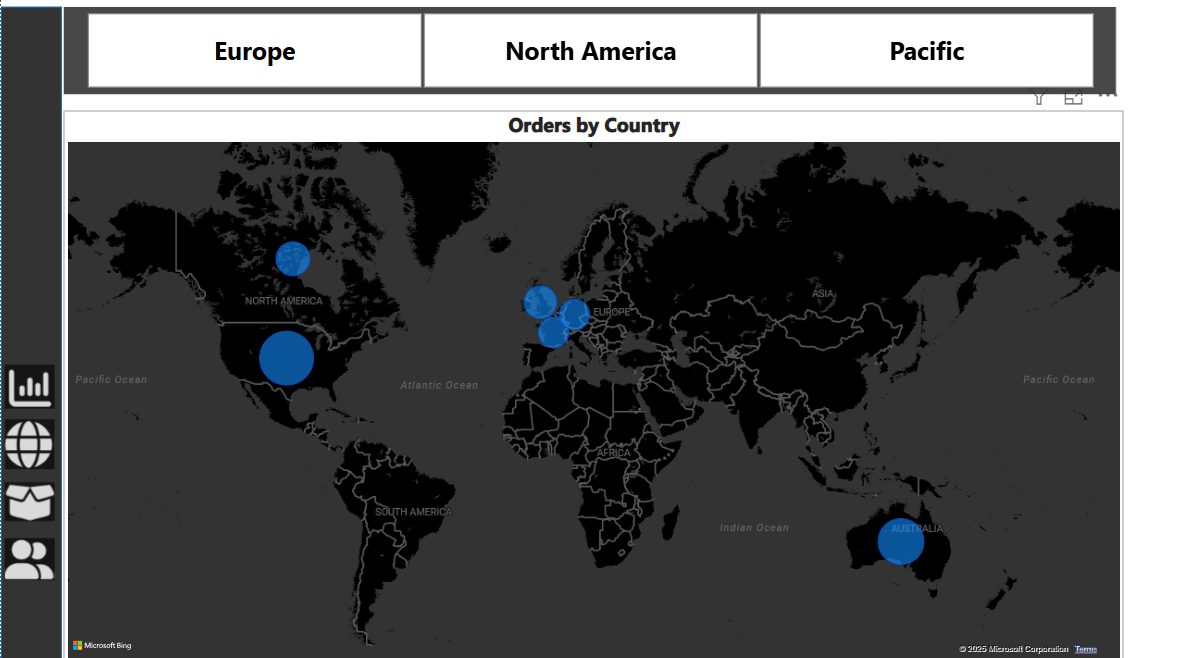 Europe
North America
Pacific
Orders by Country
ASIA
NORTH AMERICA
EUROPE
Pacific Ocean
Atlantic Ocean
Pacific Ocean
AFRICA
SOUTH AMERICA
Indian Ocean
AUSTRALIA
Microsoft Bing
© 2025 Microsoft Corporation Terms